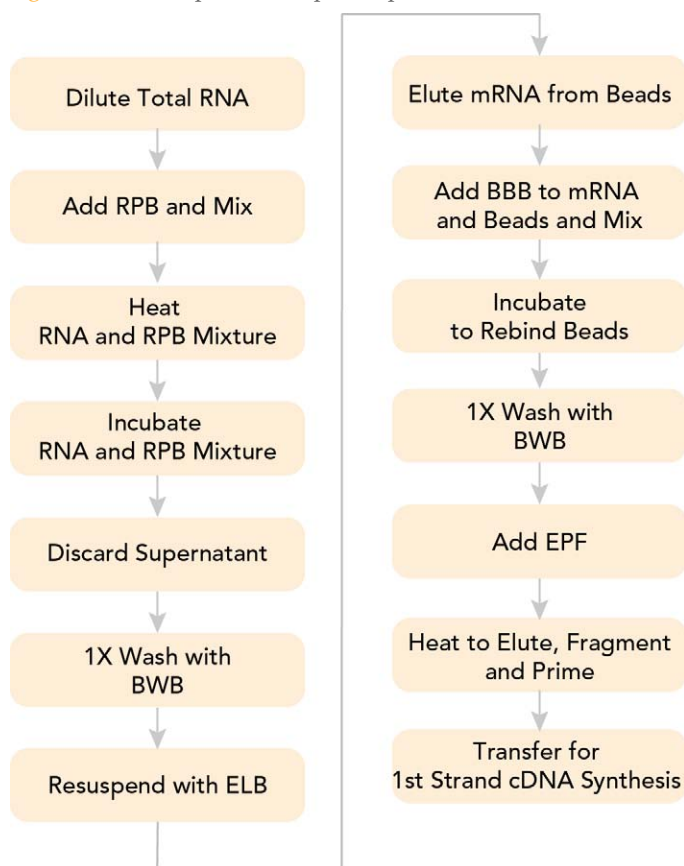 Dilute Total RNA
Add RPB and Mix
Heat
RNA and RPB Mixture
Incubate
RNA and RPB Mixture
Discard Supernatant
1X Wash with
BWB
Resuspend with ELB
Elute mRNA from Beads
Add BBB to mRNA
and Beads and Mix
Incubate
to Rebind Beads
1X Wash with
BWB
Add EPF
Heat to Elute, Fragment
and Prime
Transfer for
1st Strand cDNA Synthesis